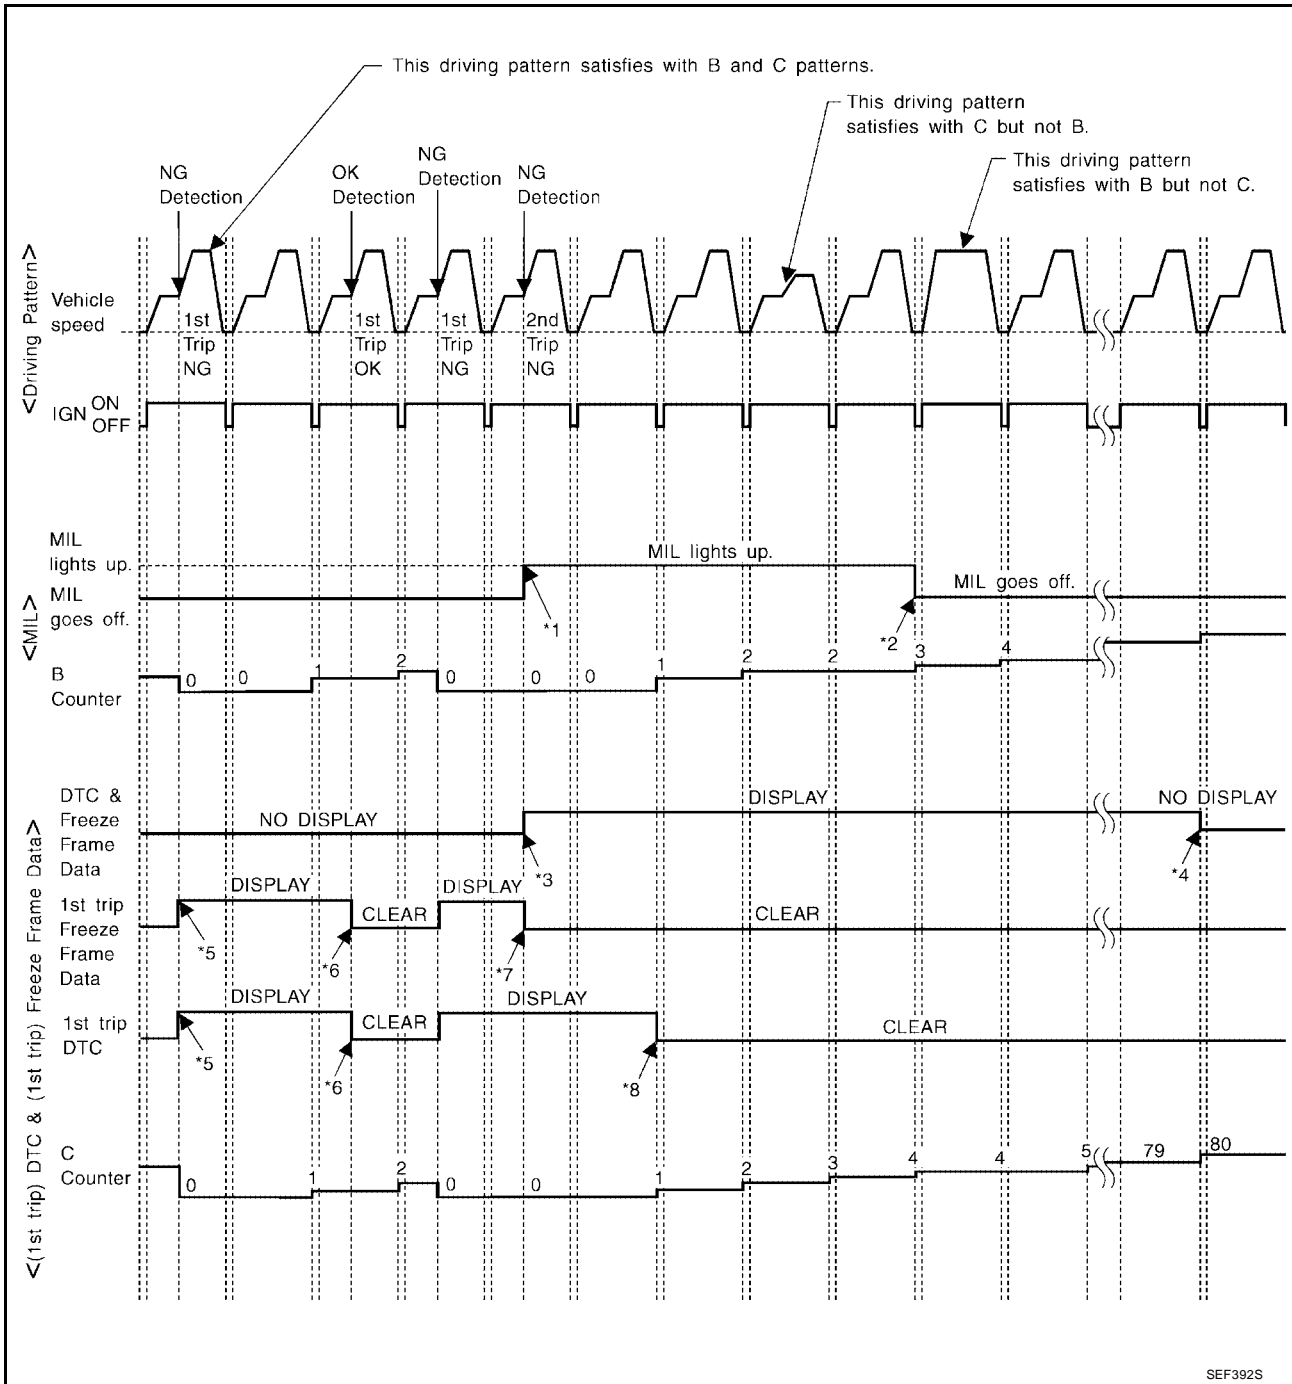 This driving pattern satisfies with B and C patterns.
This driving pattern
satisfies with C but not B.
This driving pattern
satisfies with B but not C.
NG
Detection
OK
Detection
NG
Detection
NG
Detection
<Driving Pattern>
Vehicle
speed
1st
Trip
NG
1st
Trip
OK
1st
Trip
NG
2nd
Trip
NG
IGN ON
OFF
<MIL>
MIL
lights up.
MIL
goes off.
MIL lights up.
MIL goes off.
*1
*2
B
Counter
0 0 1 2 0 0 0 1 2 2 3 4
<(1st trip) DTC & (1st trip) Freeze Frame Data>
DTC &
Freeze
Frame
Data
NO DISPLAY
DISPLAY
NO DISPLAY
*3
*4
1st trip
Freeze
Frame
Data
DISPLAY
CLEAR
DISPLAY
CLEAR
*5
*6
*7
1st trip
DTC
DISPLAY
CLEAR
DISPLAY
CLEAR
*5
*6
*8
C
Counter
0 1 2 0 0 1 2 3 4 4 5 79 80
SEF392S